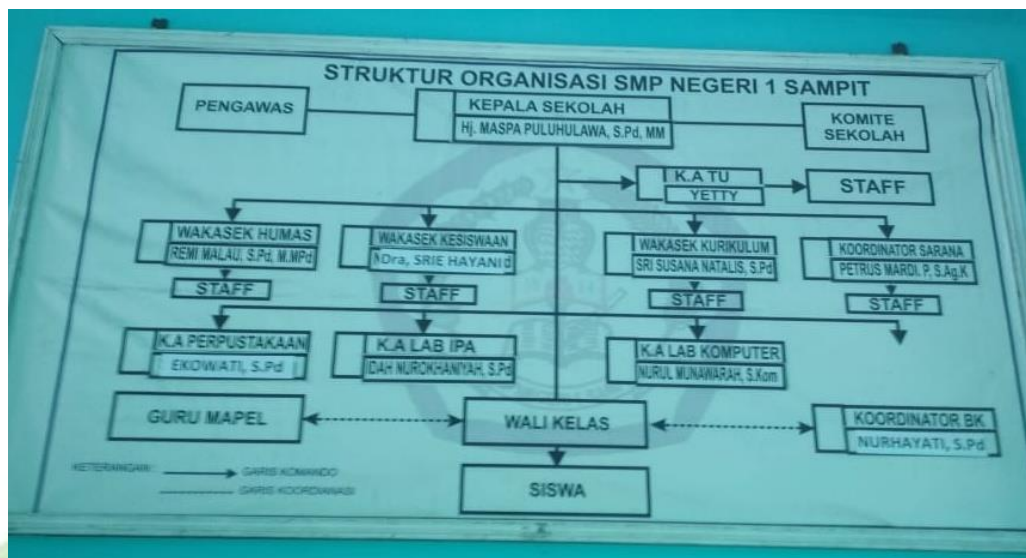 STRUKTUR ORGANISASI SMP NEGERI 1 SAMPIT
PENGAWAS
KEPALA SEKOLAH
Hj. MASPA PULUHULAWA, S.Pd, MM
KOMITE
SEKOLAH
K.A TU
YETTY
STAFF
WAKASEK HUMAS
REMI MALAU, S.Pd, M.MPd
STAFF
WAKASEK KESISWAAN
Dra, SRIE HAYANI
STAFF
WAKASEK KURIKULUM
SRI SUSANA NATALIS, S.Pd
STAFF
KOORDINATOR SARANA
PETRUS MARDI. P, S.Ag.K
STAFF
K.A PERPUSTAKAAN
EKOWATI, S.Pd
K.A LAB IPA
IDAH NUROKHANIYAH, S.Pd
K.A LAB KOMPUTER
NURUL MUNAWARAH, S.Kom
GURU MAPEL
WALI KELAS
KOORDINATOR BK
NURHAYATI, S.Pd
SISWA
KETERANGAN :
GARIS KOMANDO
GARIS KOORDIANASI